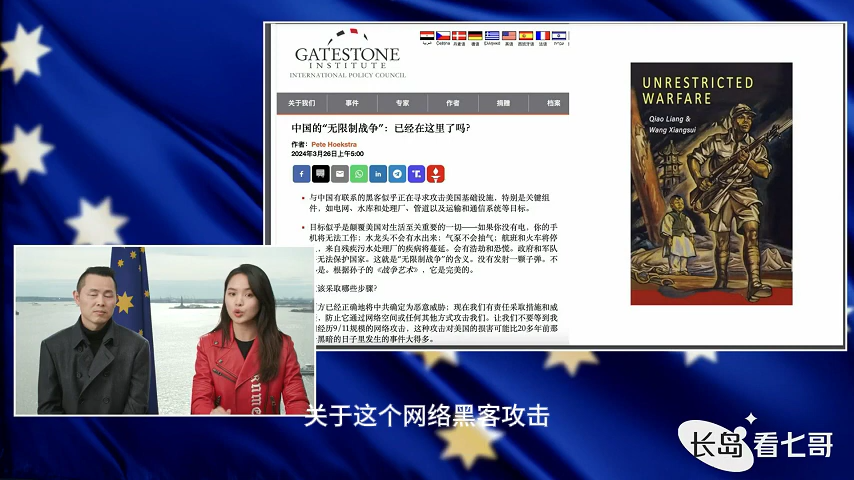 GATESTONE
INSTITUTE
INTERNATIONAL POLICY COUNCIL
关于我们 事件 专家 作者 捐赠 档案
中国的“无限制战争”：已经在这里了吗?
作者：Pete Hoekstra
2024年3月26日上午5:00
与中国有联系的黑客似乎正在寻求攻击美国基础设施，特别是关键组
件，如电网、水库和处理厂、管道以及运输和通信系统等目标。
目标似乎是颠覆美国对生活至关重要的一切——如果你没有电，你的手
机将无法工作；水龙头不会有水出来；气泵不会抽气；航班和火车将停
，来自残疾污水处理厂的疾病将蔓延。会有浩劫和恐慌。政府和军队
无法保护国家。这就是“无限制战争”的含义。没有发射一颗子弹。不
是。根据孙子的《战争艺术》，它是完美的。
该采取哪些步骤?
方已经正确地将中共确定为恶意威胁；现在我们有责任采取措施和威
，防止它通过网络空间或任何其他方式攻击我们。让我们不要等到我
经历9/11规模的网络攻击，这种攻击对美国的损害可能比20多年前那
黑暗的日子里发生的事件大得多。
UNRESTRICTED
WARFARE
Qiao Liang &
Wang Xiangsui
关于这个网络黑客攻击
长岛看七哥